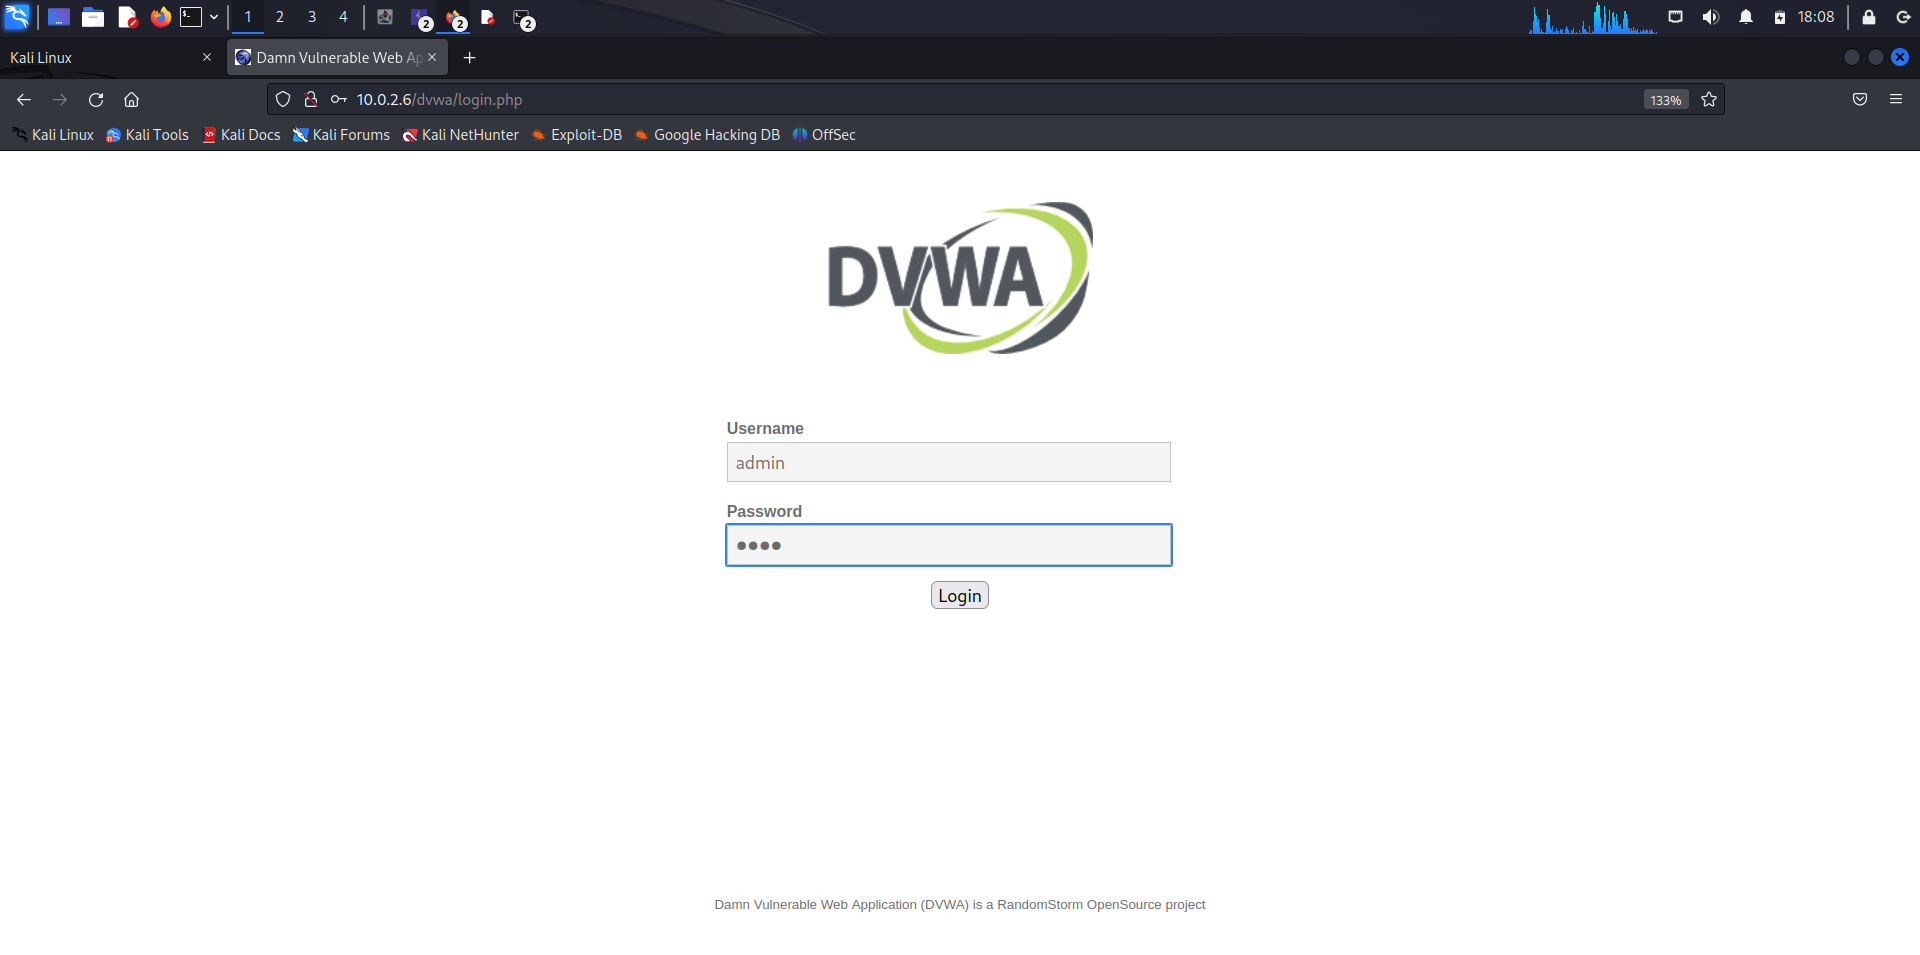 1 2 3 4 2 2 2 18:08
Kali Linux Damn Vulnerable Web Ap
10.0.2.6/dvwa/login.php 133%
Kali Linux Kali Tools Kali Docs Kali Forums Kali NetHunter Exploit-DB Google Hacking DB OffSec
DVWA
Username
admin
Password
Login
Damn Vulnerable Web Application (DVWA) is a RandomStorm OpenSource project